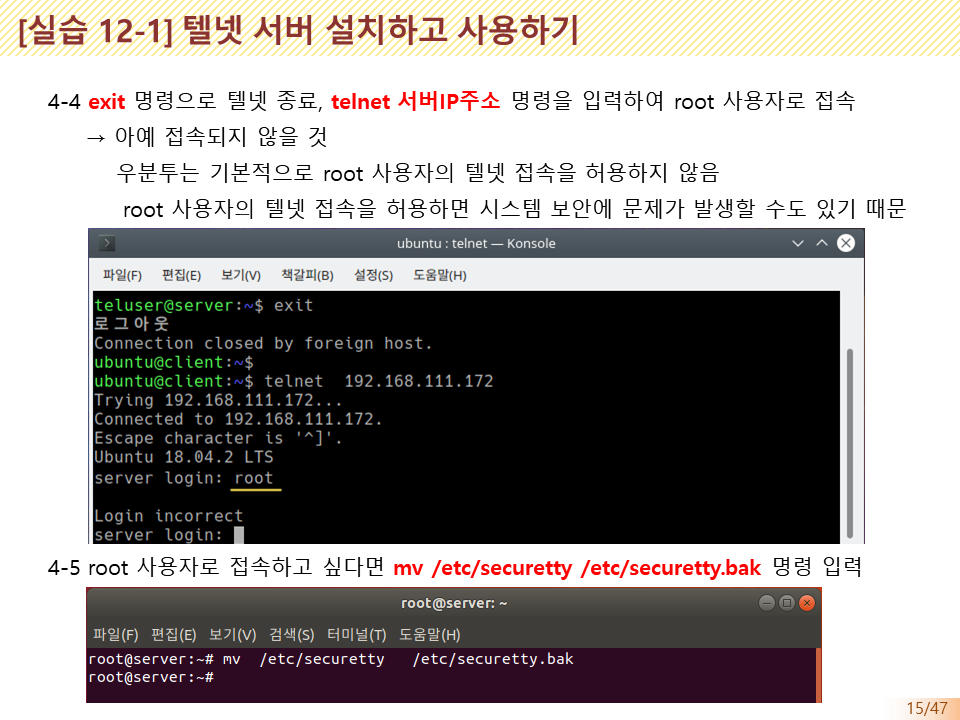 [실습 12-1] 텔넷 서버 설치하고 사용하기
4-4 exit 명령으로 텔넷 종료, telnet 서버IP주소 명령을 입력하여 root 사용자로 접속
→ 아예 접속되지 않을 것
우분투는 기본적으로 root 사용자의 텔넷 접속을 허용하지 않음
root 사용자의 텔넷 접속을 허용하면 시스템 보안에 문제가 발생할 수도 있기 때문
ubuntu : telnet — Konsole
파일(F) 편집(E) 보기(V) 책갈피(B) 설정(S) 도움말(H)
teluser@server:~$ exit
로그아웃
Connection closed by foreign host.
ubuntu@client:~$
ubuntu@client:~$ telnet  192.168.111.172
Trying 192.168.111.172...
Connected to 192.168.111.172.
Escape character is '^]'.
Ubuntu 18.04.2 LTS
server login: root
Login incorrect
server login:
4-5 root 사용자로 접속하고 싶다면 mv /etc/securetty /etc/securetty.bak 명령 입력
root@server: ~
파일(F) 편집(E) 보기(V) 검색(S) 터미널(T) 도움말(H)
root@server:~# mv  /etc/securetty   /etc/securetty.bak
root@server:~#
15/47